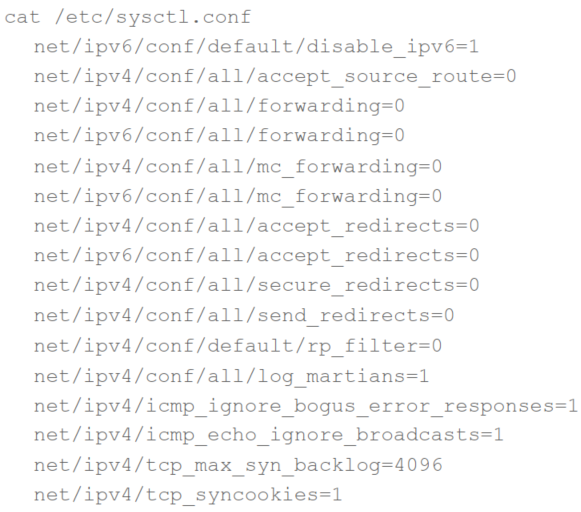 cat /etc/sysctl.conf
net/ipv6/conf/default/disable_ipv6=1
net/ipv4/conf/all/accept_source_route=0
net/ipv4/conf/all/forwarding=0
net/ipv6/conf/all/forwarding=0
net/ipv4/conf/all/mc_forwarding=0
net/ipv6/conf/all/mc_forwarding=0
net/ipv4/conf/all/accept_redirects=0
net/ipv6/conf/all/accept_redirects=0
net/ipv4/conf/all/secure_redirects=0
net/ipv4/conf/all/send_redirects=0
net/ipv4/conf/default/rp_filter=0
net/ipv4/conf/all/log_martians=1
net/ipv4/icmp_ignore_bogus_error_responses=1
net/ipv4/icmp_echo_ignore_broadcasts=1
net/ipv4/tcp_max_syn_backlog=4096
net/ipv4/tcp_syncookies=1